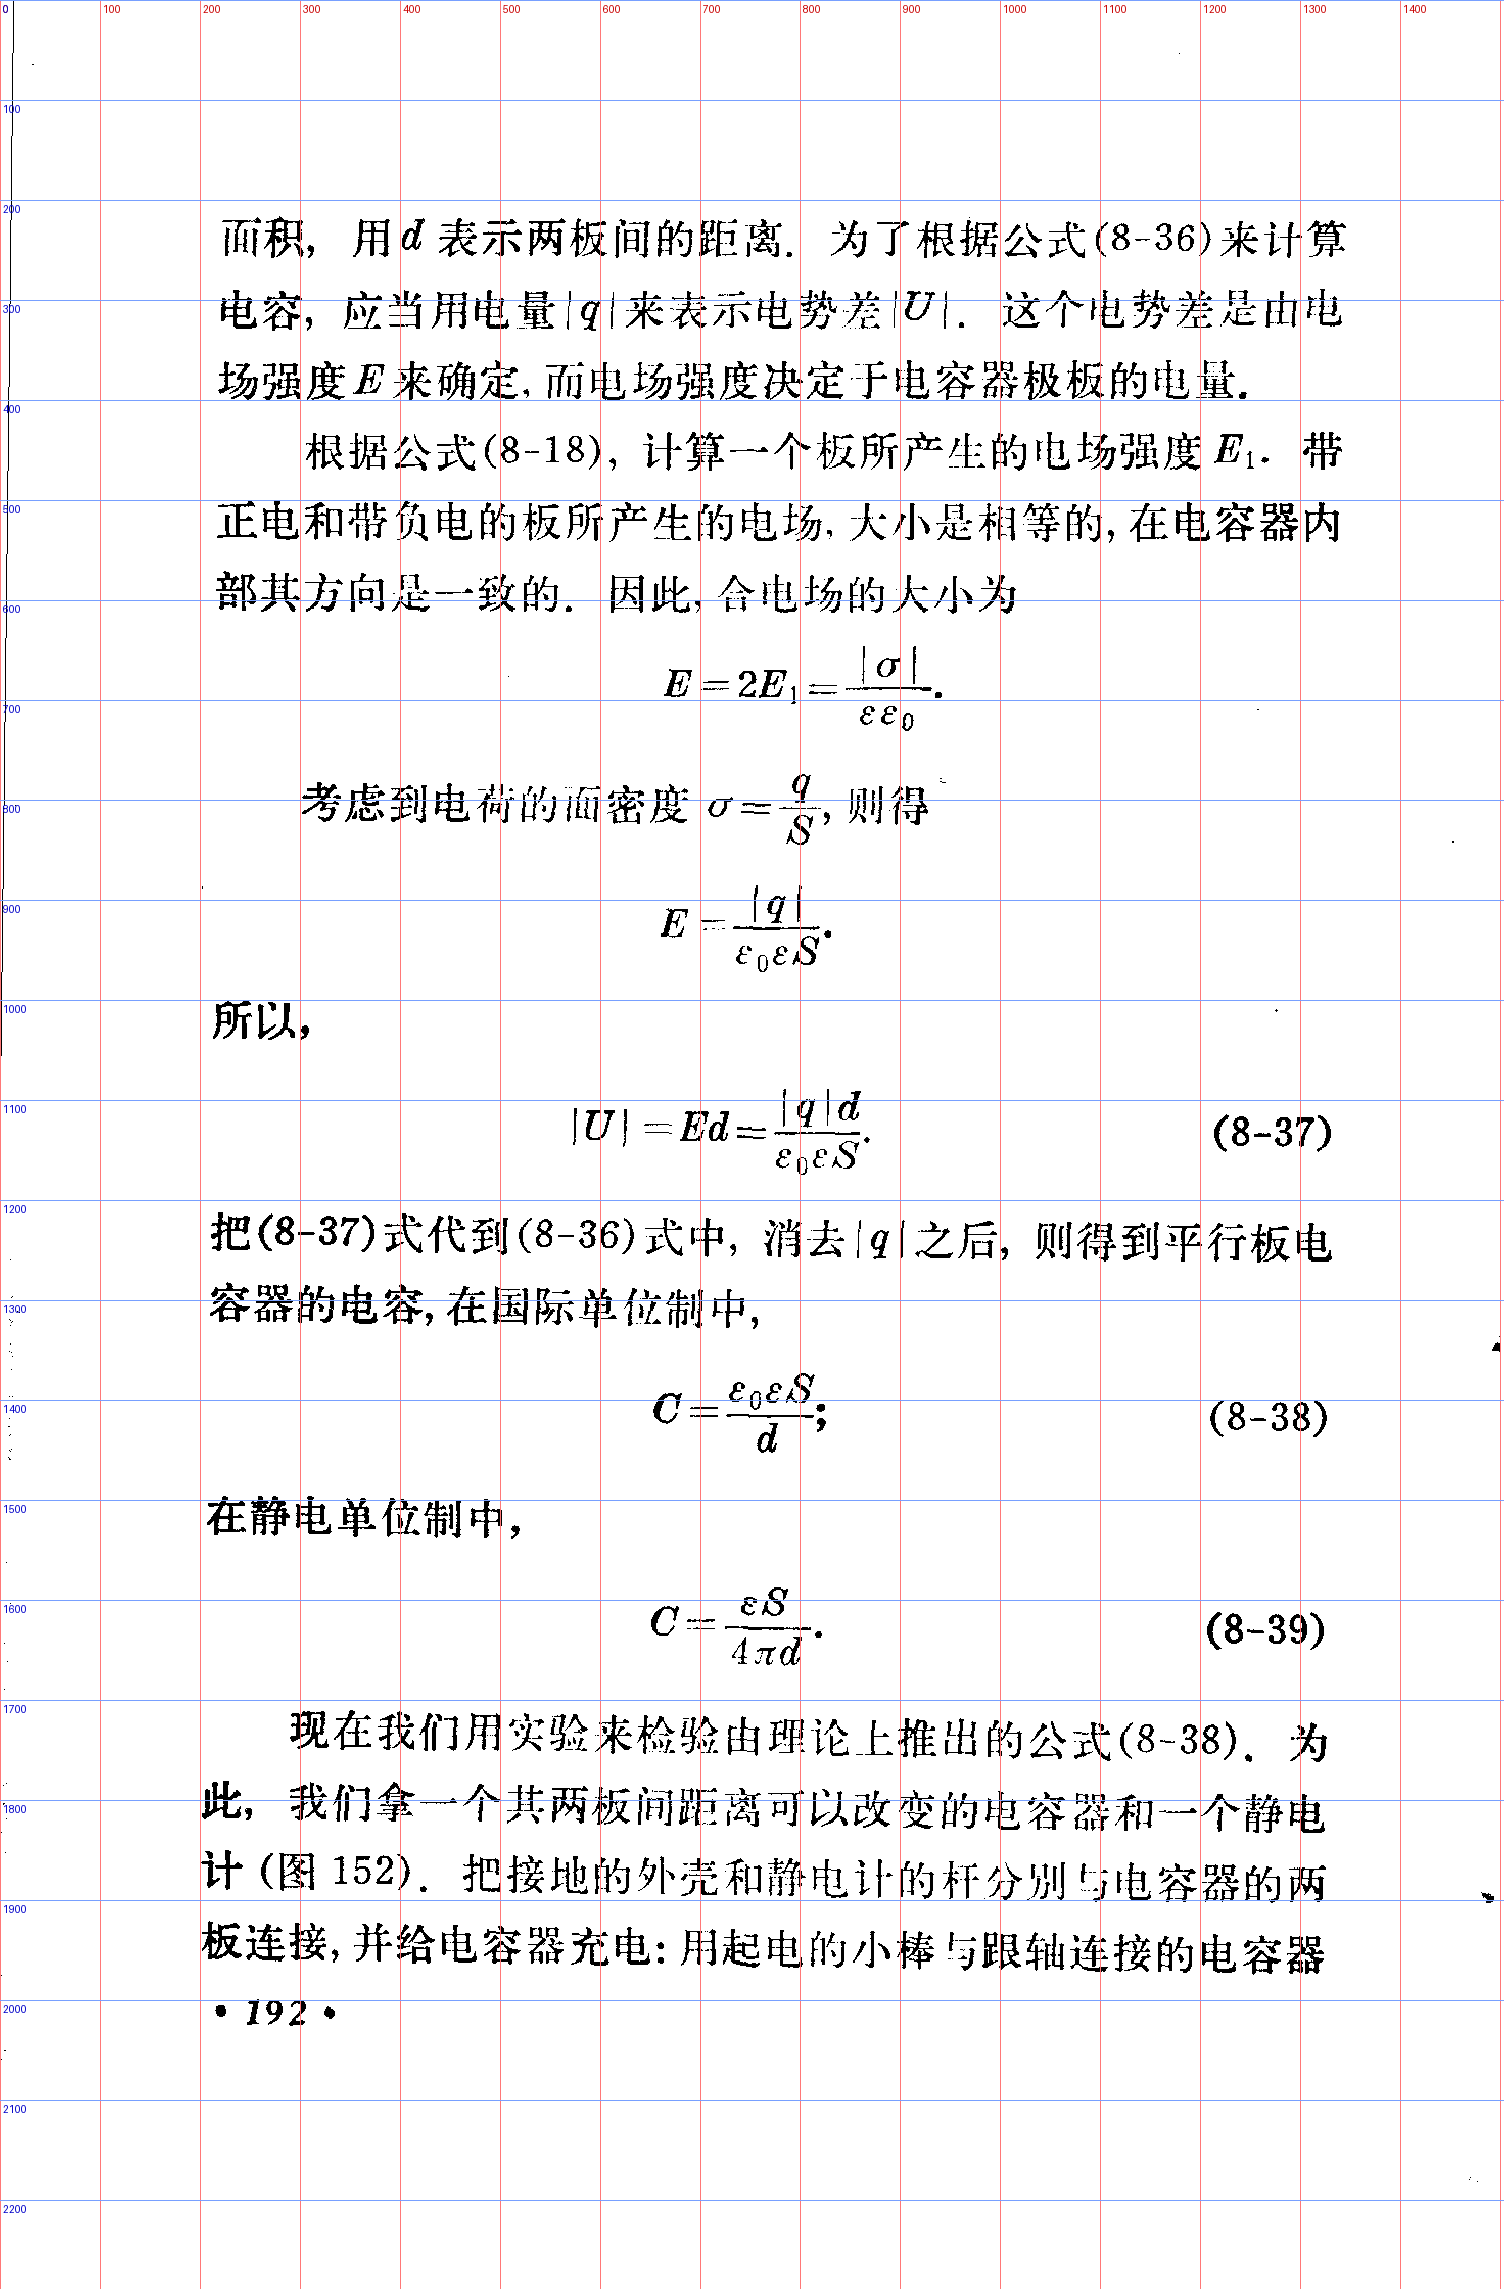 面积，用 d 表示两板间的距离．为了根据公式(8-36)来计算
电容，应当用电量|q|来表示电势差|U|．这个电势差是由电
场强度 E 来确定，而电场强度决定于电容器极板的电量．
根据公式(8-18)，计算一个板所产生的电场强度 E₁．带
正电和带负电的板所产生的电场，大小是相等的，在电容器内
部其方向是一致的．因此，合电场的大小为
E = 2E₁ = |σ|/(εε₀).
考虑到电荷的面密度 σ = q/S，则得
E = |q|/(ε₀εS).
所以，
|U| = Ed = |q|d/(ε₀εS). (8-37)
把(8-37)式代到(8-36)式中，消去|q|之后，则得到平行板电
容器的电容，在国际单位制中，
C = ε₀εS/d; (8-38)
在静电单位制中，
C = εS/(4πd). (8-39)
现在我们用实验来检验由理论上推出的公式(8-38)．为
此，我们拿一个其两板间距离可以改变的电容器和一个静电
计 (图 152)．把接地的外壳和静电计的杆分别与电容器的两
板连接，并给电容器充电：用起电的小棒与跟轴连接的电容器
• 192 •